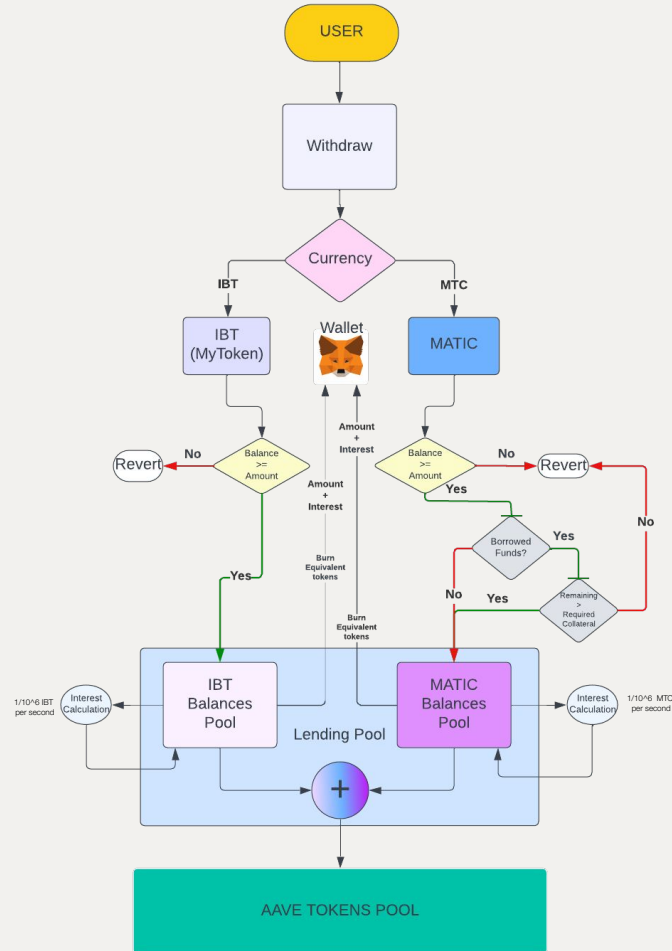 USER
Withdraw
Currency
IBT
MTC
IBT
(MyToken)
Wallet
MATIC
Balance
>=
Amount
No
Revert
Amount
+
Interest
Balance
>=
Amount
No
Revert
Yes
Amount
+
Interest
Borrowed
Funds?
Yes
No
Burn
Equivalent
tokens
Yes
No
Yes
Remaining
>
Required
Collateral
Burn
Equivalent
tokens
IBT
Balances
Pool
MATIC
Balances
Pool
1/10^6 IBT
per second
Interest
Calculation
Interest
Calculation
1/10^6 MTC
per second
Lending Pool
+
AAVE TOKENS POOL